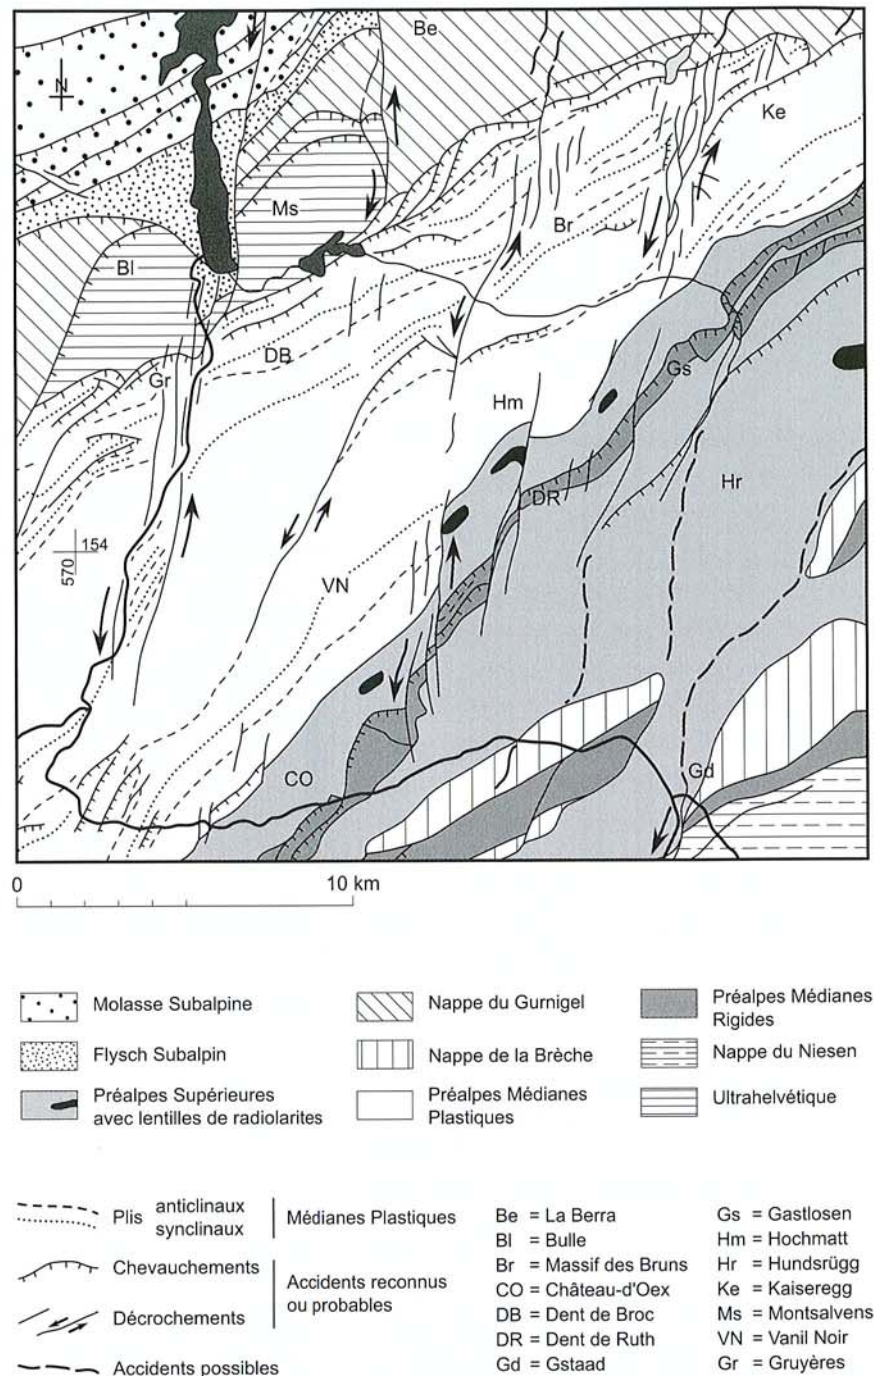 Be
N
Ke
Ms
Br
Bl
DB
Gr
Gs
Hm
Hr
DR
154
570
VN
CO
Gd
0
10 km
Molasse Subalpine
Flysch Subalpin
Préalpes Supérieures
avec lentilles de radiolarites
Nappe du Gurnigel
Nappe de la Brèche
Préalpes Médianes
Plastiques
Préalpes Médianes
Rigides
Nappe du Niesen
Ultrahelvétique
Plis anticlinaux
synclinaux
Médianes Plastiques
Chevauchements
Décrochements
Accidents reconnus
ou probables
Accidents possibles
Be = La Berra
Bl = Bulle
Br = Massif des Bruns
CO = Château-d'Oex
DB = Dent de Broc
DR = Dent de Ruth
Gd = Gstaad
Gs = Gastlosen
Hm = Hochmatt
Hr = Hundsrügg
Ke = Kaiseregg
Ms = Montsalvens
VN = Vanil Noir
Gr = Gruyères